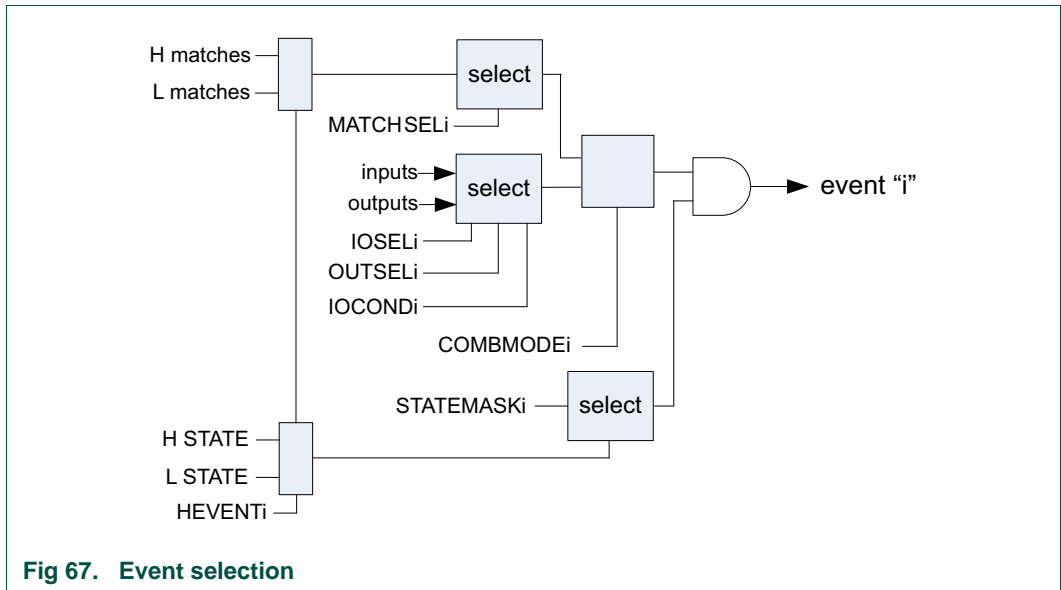 H matches
L matches
select
MATCHSELi
inputs
outputs
select
IOSELi
OUTSELi
IOCONDi
event “i”
COMBMODEi
STATEMASKi
select
H STATE
L STATE
HEVENTi
Fig 67. Event selection